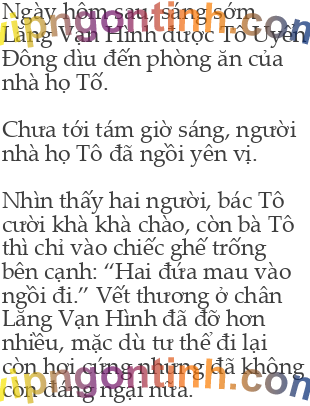 Ngày hôm sau, sáng sớm
Lăng Vạn Hình được Tô Uyển
Đông dìu đến phòng ăn của
nhà họ Tố.

Chưa tới tám giờ sáng, người
nhà họ Tô đã ngồi yên vị.

Nhìn thấy hai người, bác Tô
cười khà khà chào, còn bà Tô
thì chỉ vào chiếc ghế trống
bên cạnh: “Hai đứa mau vào
ngồi đi.” Vết thương ở chân
Lăng Vạn Hình đã đỡ hơn
nhiều, mặc dù tư thế đi lại
còn hơi cứng nhưng đã không
còn đáng ngại nữa.
vipngontinh.com
vipngontinh.com